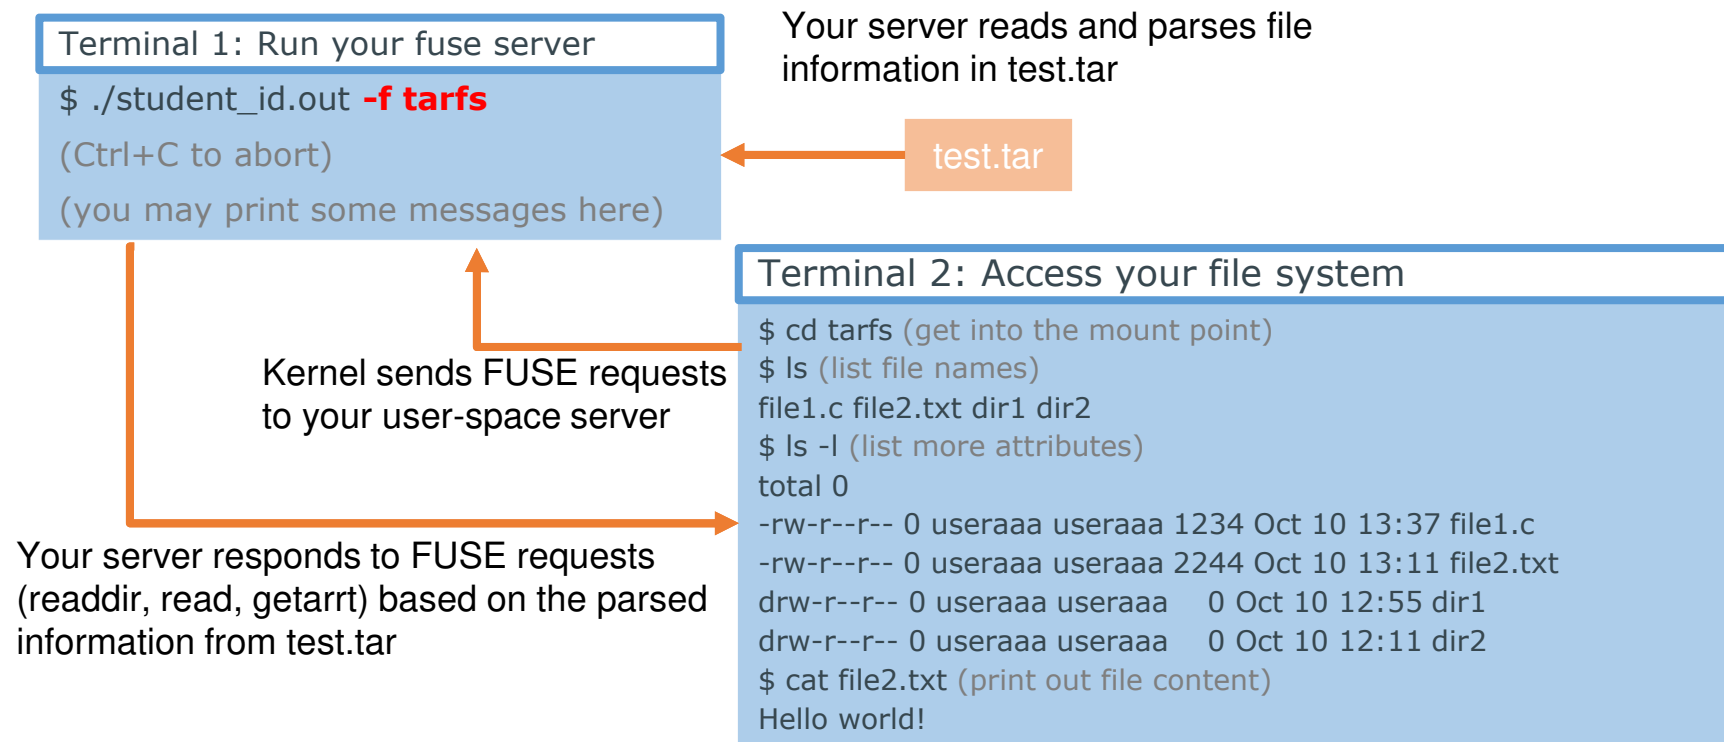 Terminal 1: Run your fuse server
$ ./student_id.out -f tarfs
(Ctrl+C to abort)
(you may print some messages here)
Your server reads and parses file
information in test.tar
test.tar
Kernel sends FUSE requests
to your user-space server
Your server responds to FUSE requests
(readdir, read, getarrt) based on the parsed
information from test.tar
Terminal 2: Access your file system
$ cd tarfs (get into the mount point)
$ ls (list file names)
file1.c file2.txt dir1 dir2
$ ls -l (list more attributes)
total 0
-rw-r--r-- 0 useraaa useraaa 1234 Oct 10 13:37 file1.c
-rw-r--r-- 0 useraaa useraaa 2244 Oct 10 13:11 file2.txt
drw-r--r-- 0 useraaa useraaa 0 Oct 10 12:55 dir1
drw-r--r-- 0 useraaa useraaa 0 Oct 10 12:11 dir2
$ cat file2.txt (print out file content)
Hello world!